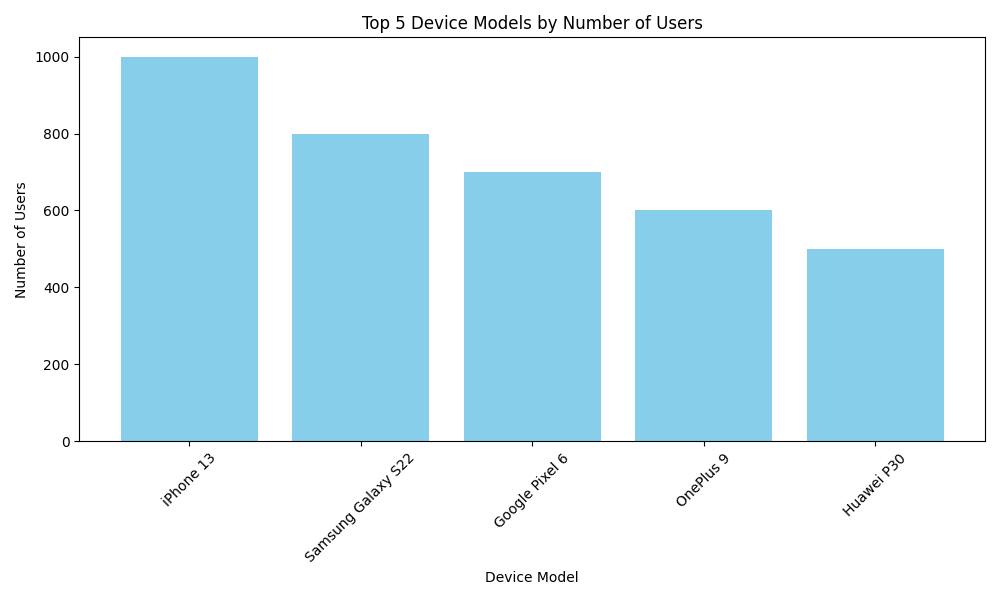 Top 5 Device Models by Number of Users
Number of Users
1000
800
600
400
200
0
iPhone 13
Samsung Galaxy S22
Google Pixel 6
OnePlus 9
Huawei P30
Device Model